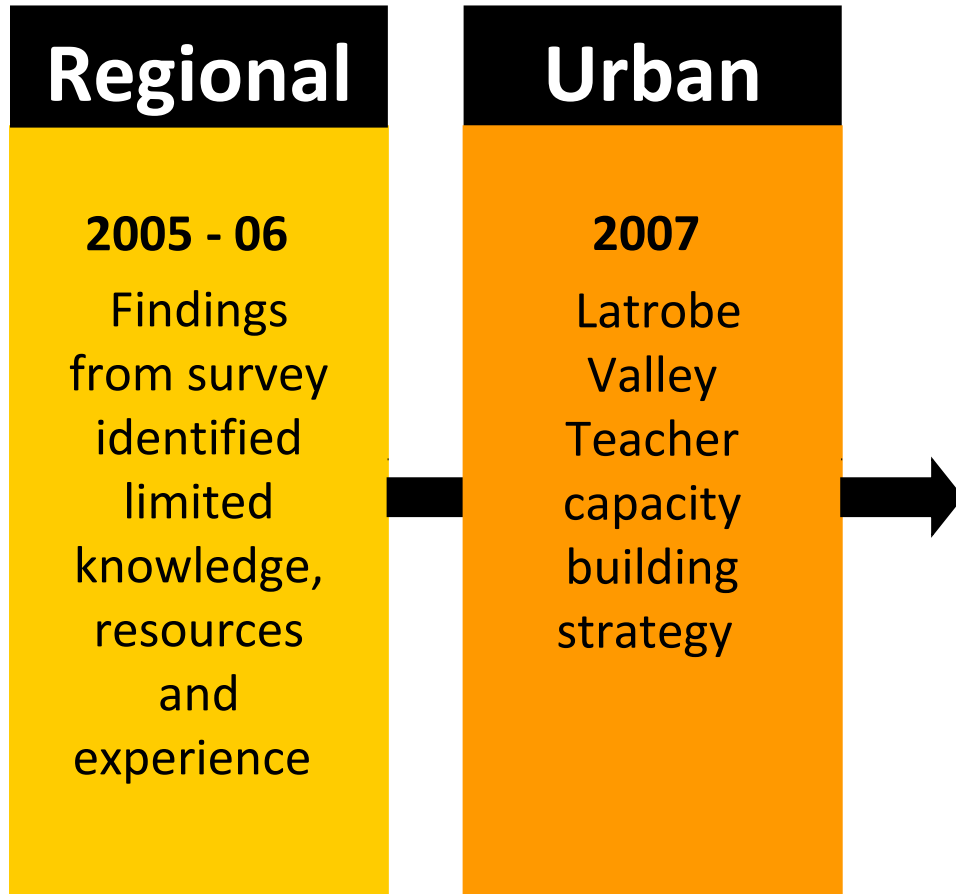 Regional
2005 - 06
Findings
from survey
identified
limited
knowledge,
resources
and
experience
Urban
2007
Latrobe
Valley
Teacher
capacity
building
strategy